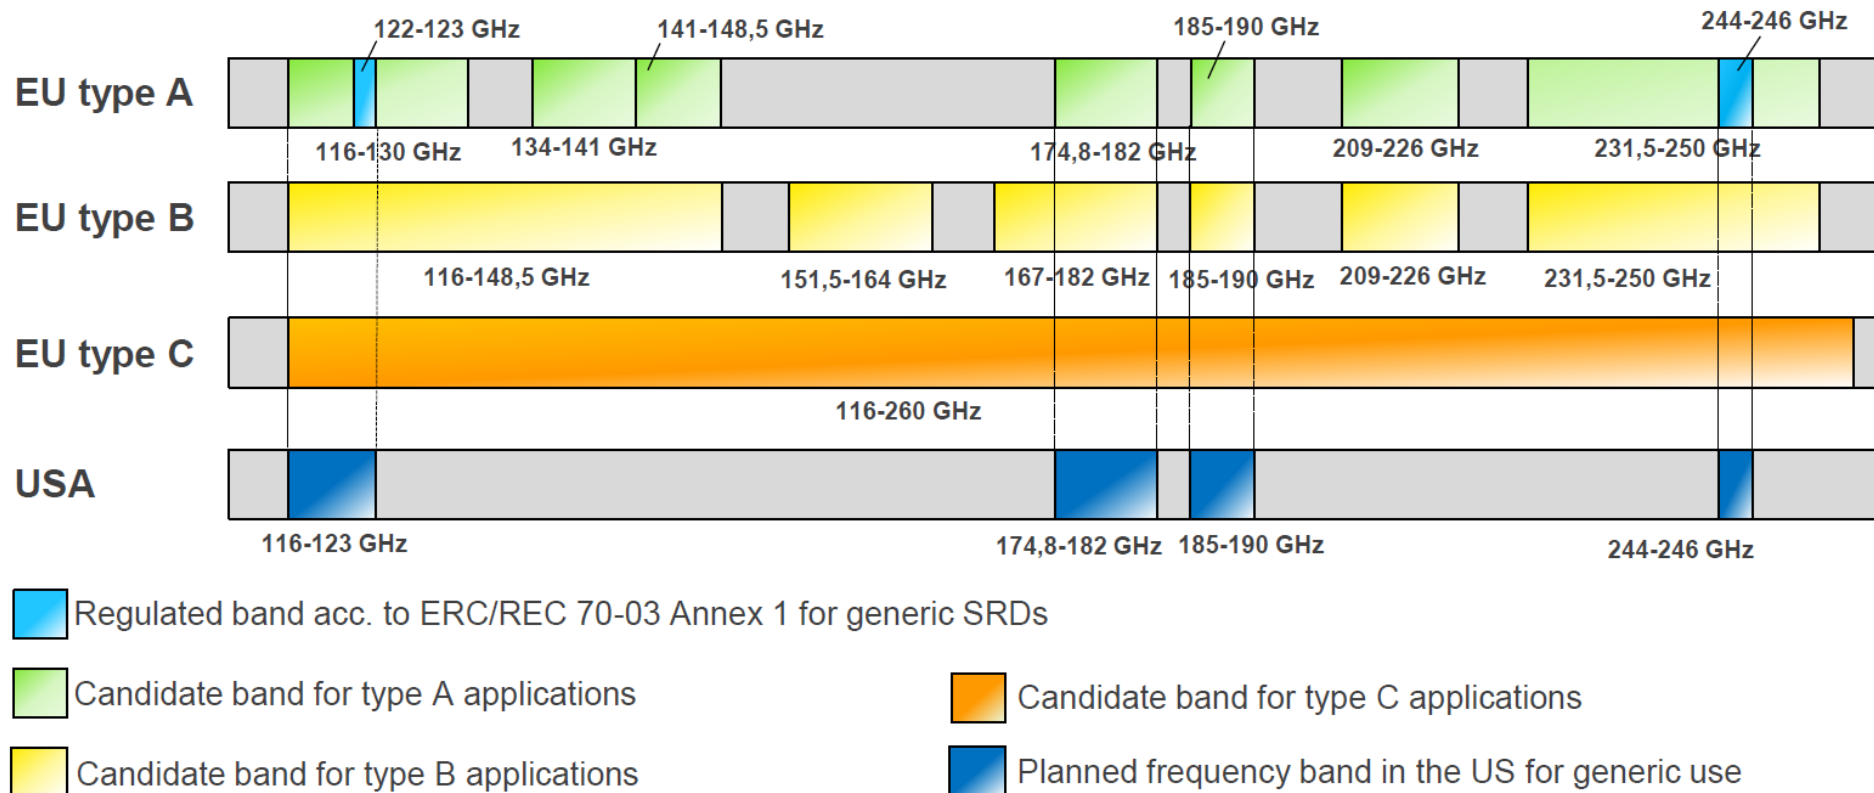 122-123 GHz
141-148,5 GHz
185-190 GHz
244-246 GHz
EU type A
116-130 GHz
134-141 GHz
174,8-182 GHz
209-226 GHz
231,5-250 GHz
EU type B
116-148,5 GHz
151,5-164 GHz
167-182 GHz
185-190 GHz
209-226 GHz
231,5-250 GHz
EU type C
116-260 GHz
USA
116-123 GHz
174,8-182 GHz
185-190 GHz
244-246 GHz
Regulated band acc. to ERC/REC 70-03 Annex 1 for generic SRDs
Candidate band for type A applications
Candidate band for type C applications
Candidate band for type B applications
Planned frequency band in the US for generic use